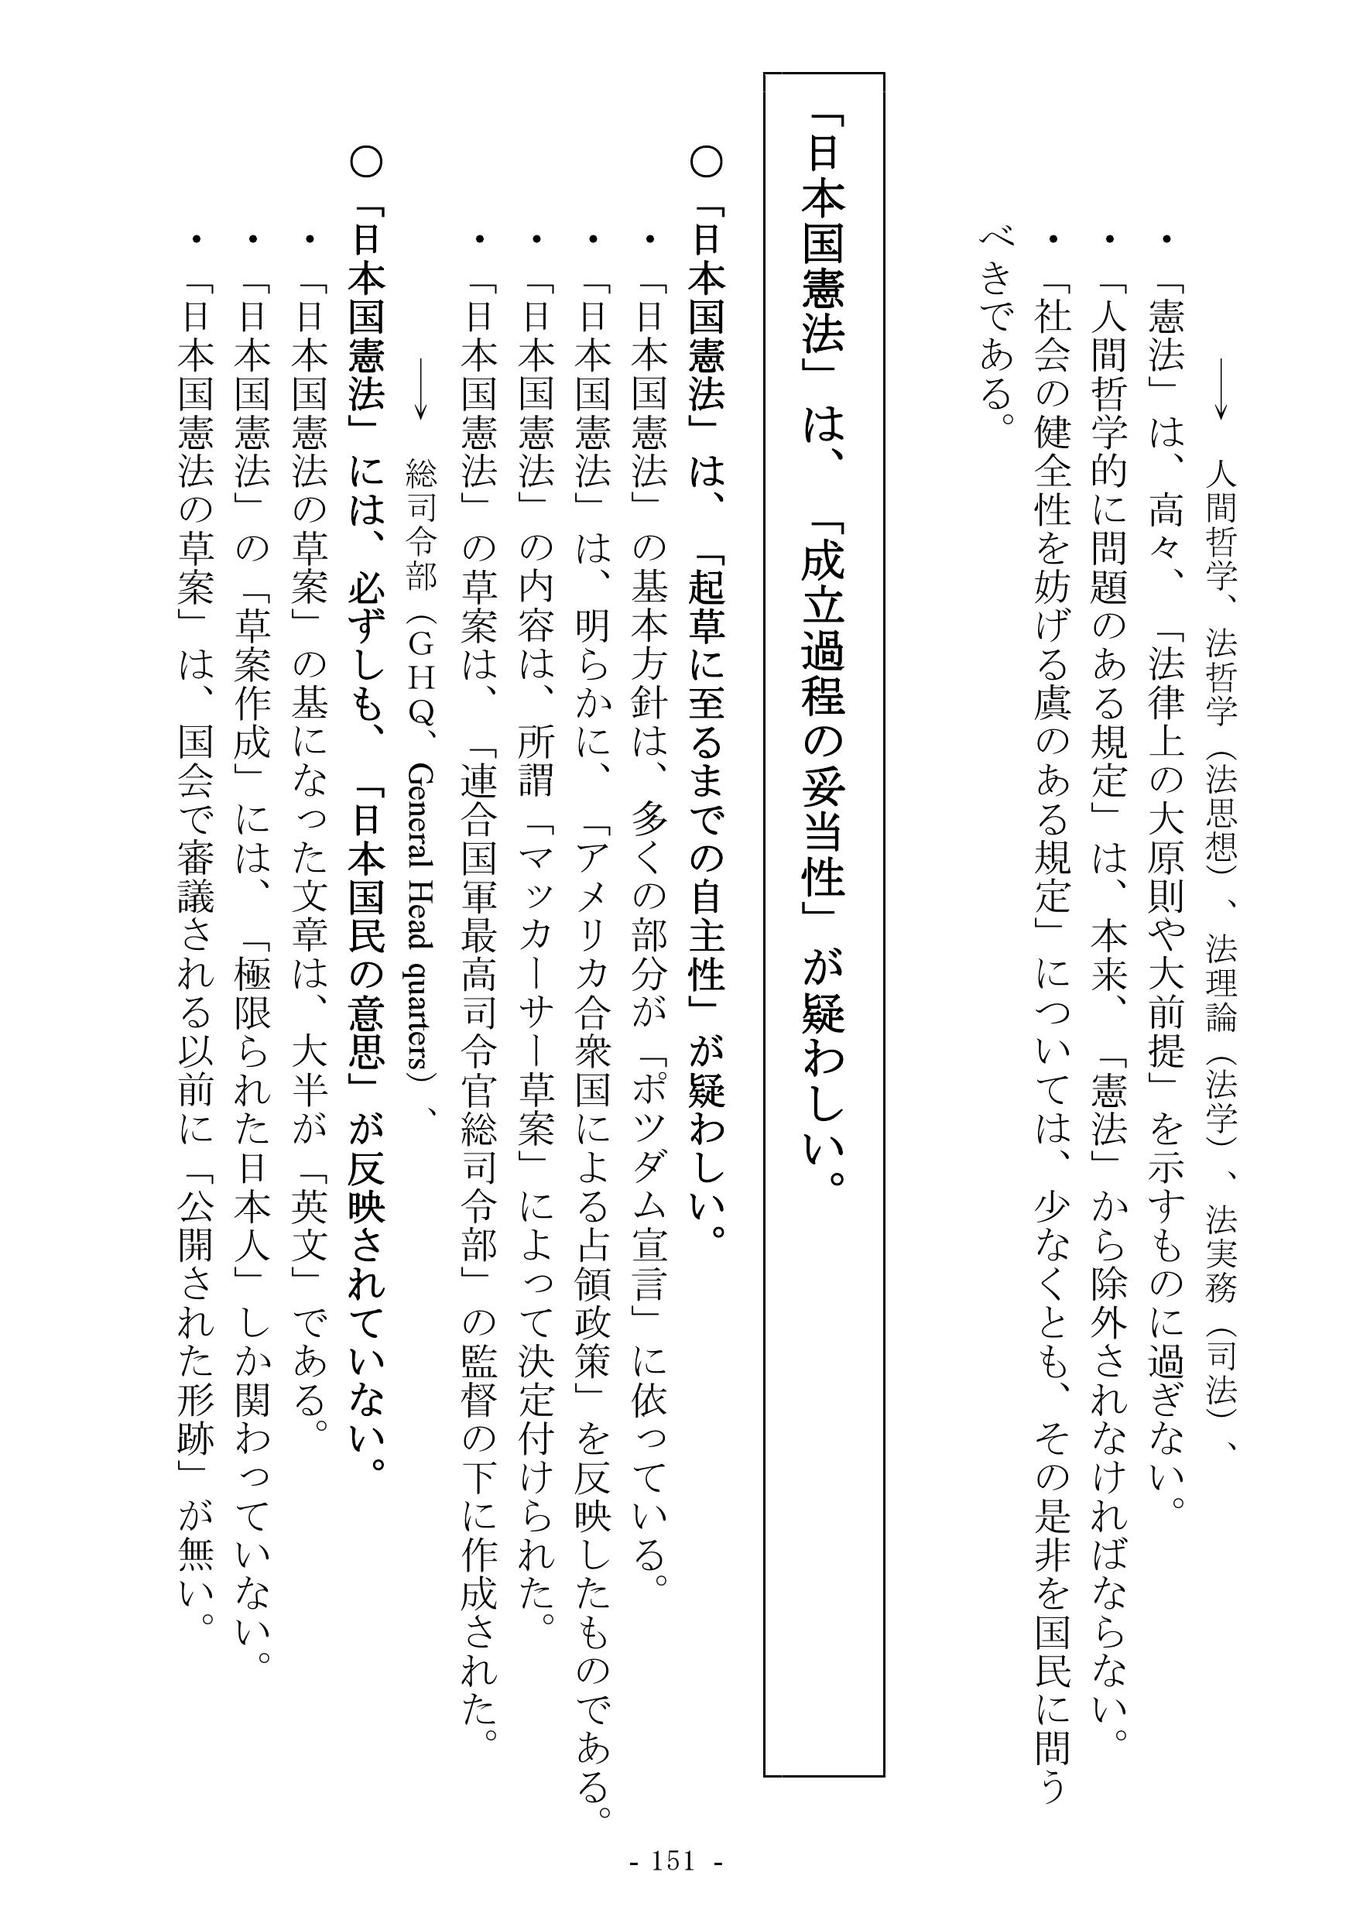 → 人間哲学、法哲学（法思想）、法理論（法学）、法実務（司法）、
・「憲法」は、高々、「法律上の大原則や大前提」を示すものに過ぎない。
・「人間哲学的に問題のある規定」は、本来、「憲法」から除外されなければならない。
・「社会の健全性を妨げる虞のある規定」については、少なくとも、その是非を国民に問う
べきである。
「日本国憲法」は、「成立過程の妥当性」が疑わしい。
○「日本国憲法」は、「起草に至るまでの自主性」が疑わしい。
・「日本国憲法」の基本方針は、多くの部分が「ポツダム宣言」に依っている。
・「日本国憲法」は、明らかに、「アメリカ合衆国による占領政策」を反映したものである。
・「日本国憲法」の内容は、所謂「マッカーサー草案」によって決定付けられた。
・「日本国憲法」の草案は、「連合国軍最高司令官総司令部」の監督の下に作成された。
→ 総司令部（ＧＨＱ、General Head quarters）、
○「日本国憲法」には、必ずしも、「日本国民の意思」が反映されていない。
・「日本国憲法の草案」の基になった文章は、大半が「英文」である。
・「日本国憲法」の「草案作成」には、「極限られた日本人」しか関わっていない。
・「日本国憲法の草案」は、国会で審議される以前に「公開された形跡」が無い。
- 151 -